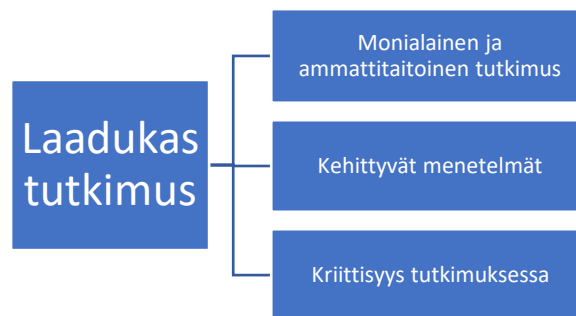 Laadukas
tutkimus
Monialainen ja
ammattitaitoinen tutkimus
Kehittyvät menetelmät
Kriittisyys tutkimuksessa